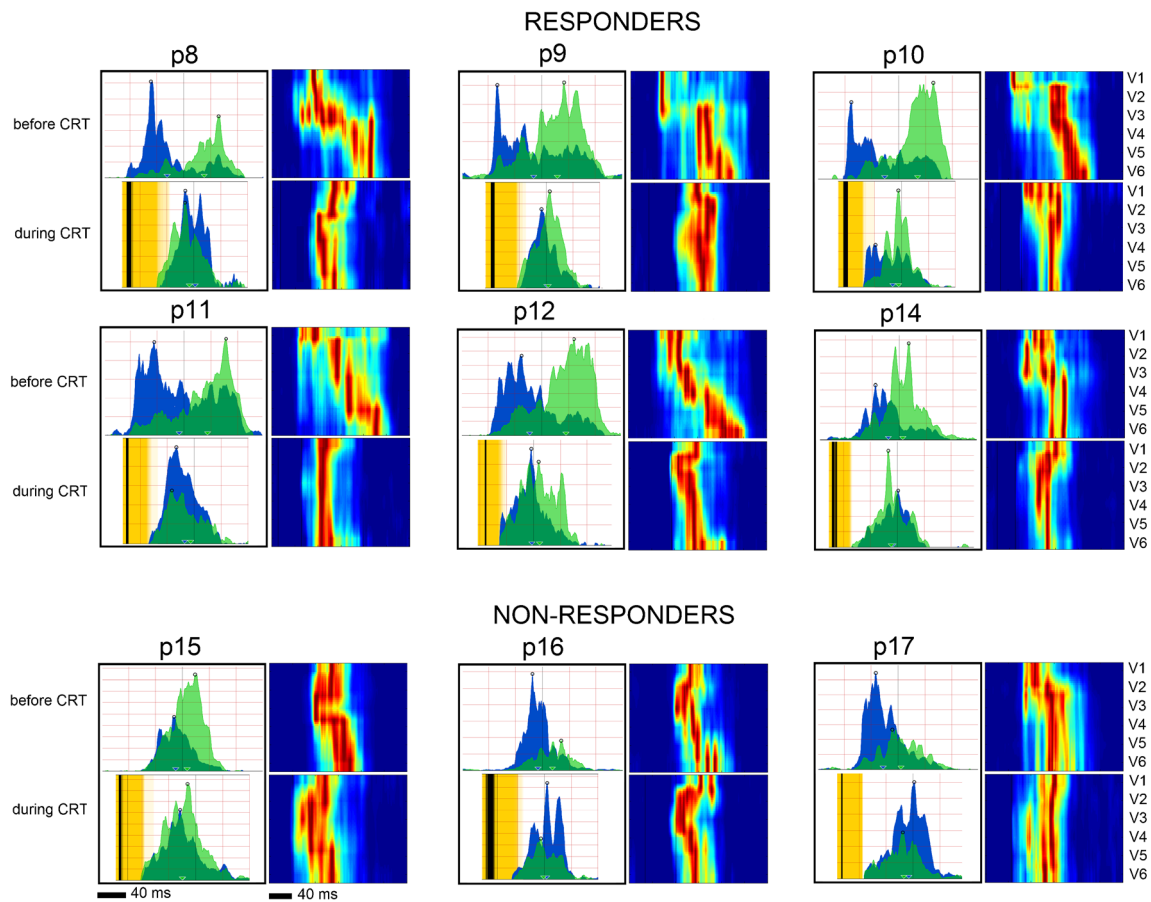 RESPONDERS
p8 p9 p10
before CRT
V1
V2
V3
V4
V5
V6
during CRT
V1
V2
V3
V4
V5
V6
p11 p12 p14
before CRT
V1
V2
V3
V4
V5
V6
during CRT
V1
V2
V3
V4
V5
V6
NON-RESPONDERS
p15 p16 p17
before CRT
V1
V2
V3
V4
V5
V6
during CRT
V1
V2
V3
V4
V5
V6
40 ms 40 ms